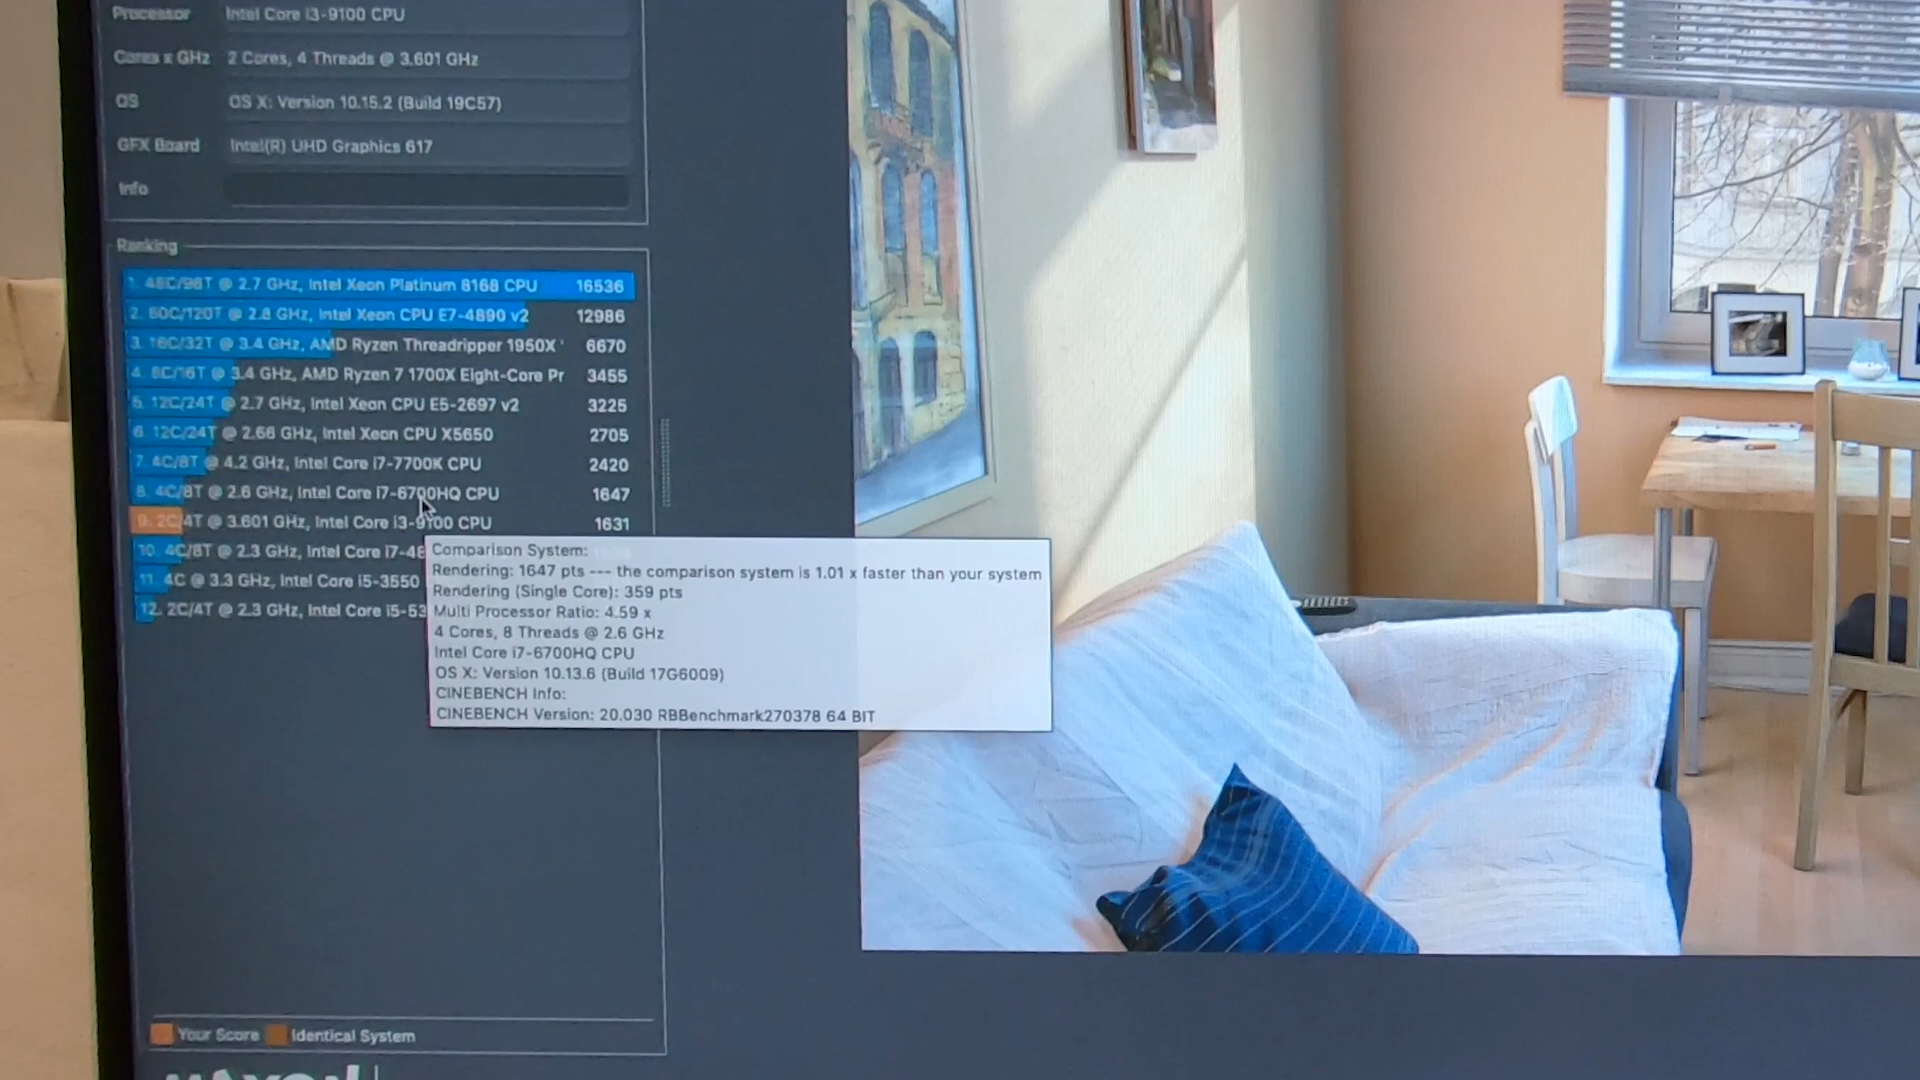 Processor Intel Core i3-9100 CPU
Cores x GHz 2 Cores, 4 Threads @ 3.601 GHz
OS OS X: Version 10.15.2 (Build 19C57)
GFX Board Intel(R) UHD Graphics 617
Info
Ranking
1. 48C/96T @ 2.7 GHz, Intel Xeon Platinum 8168 CPU 16536
2. 60C/120T @ 2.8 GHz, Intel Xeon CPU E7-4890 v2 12986
3. 16C/32T @ 3.4 GHz, AMD Ryzen Threadripper 1950X 6670
4. 8C/16T @ 3.4 GHz, AMD Ryzen 7 1700X Eight-Core Pr 3455
5. 12C/24T @ 2.7 GHz, Intel Xeon CPU E5-2697 v2 3225
6. 12C/24T @ 2.66 GHz, Intel Xeon CPU X5650 2705
7. 4C/8T @ 4.2 GHz, Intel Core i7-7700K CPU 2420
8. 4C/8T @ 2.6 GHz, Intel Core i7-6700HQ CPU 1647
9. 2C/4T @ 3.601 GHz, Intel Core i3-9100 CPU 1631
10. 4C/8T @ 2.3 GHz, Intel Core i7-48
11. 4C @ 3.3 GHz, Intel Core i5-3550
12. 2C/4T @ 2.3 GHz, Intel Core i5-53
Comparison System:
Rendering: 1647 pts --- the comparison system is 1.01 x faster than your system
Rendering (Single Core): 359 pts
Multi Processor Ratio: 4.59 x
4 Cores, 8 Threads @ 2.6 GHz
Intel Core i7-6700HQ CPU
OS X: Version 10.13.6 (Build 17G6009)
CINEBENCH Info:
CINEBENCH Version: 20.030 RBBenchmark270378 64 BIT
Your Score Identical System